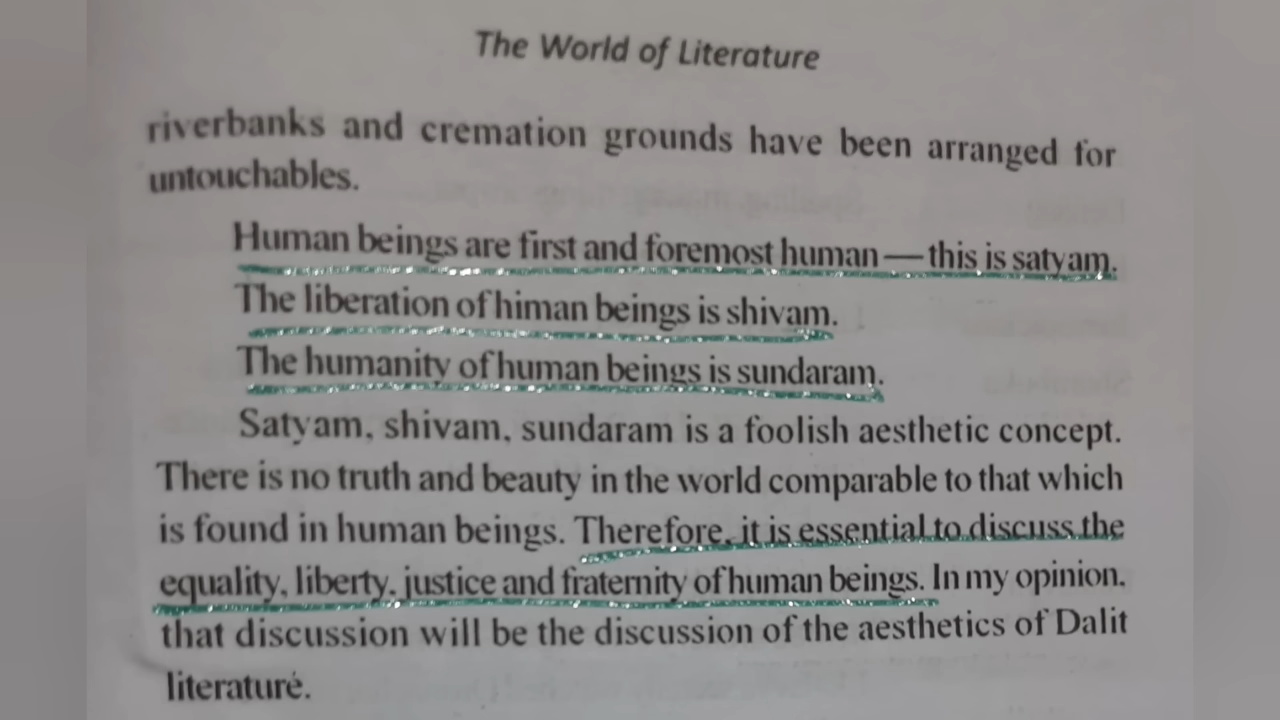 The World of Literature
riverbanks and cremation grounds have been arranged for
untouchables.
Human beings are first and foremost human—this is satyam.
The liberation of himan beings is shivam.
The humanity of human beings is sundaram.
Satyam, shivam, sundaram is a foolish aesthetic concept.
There is no truth and beauty in the world comparable to that which
is found in human beings. Therefore, it is essential to discuss the
equality, liberty, justice and fraternity of human beings. In my opinion,
that discussion will be the discussion of the aesthetics of Dalit
literature.